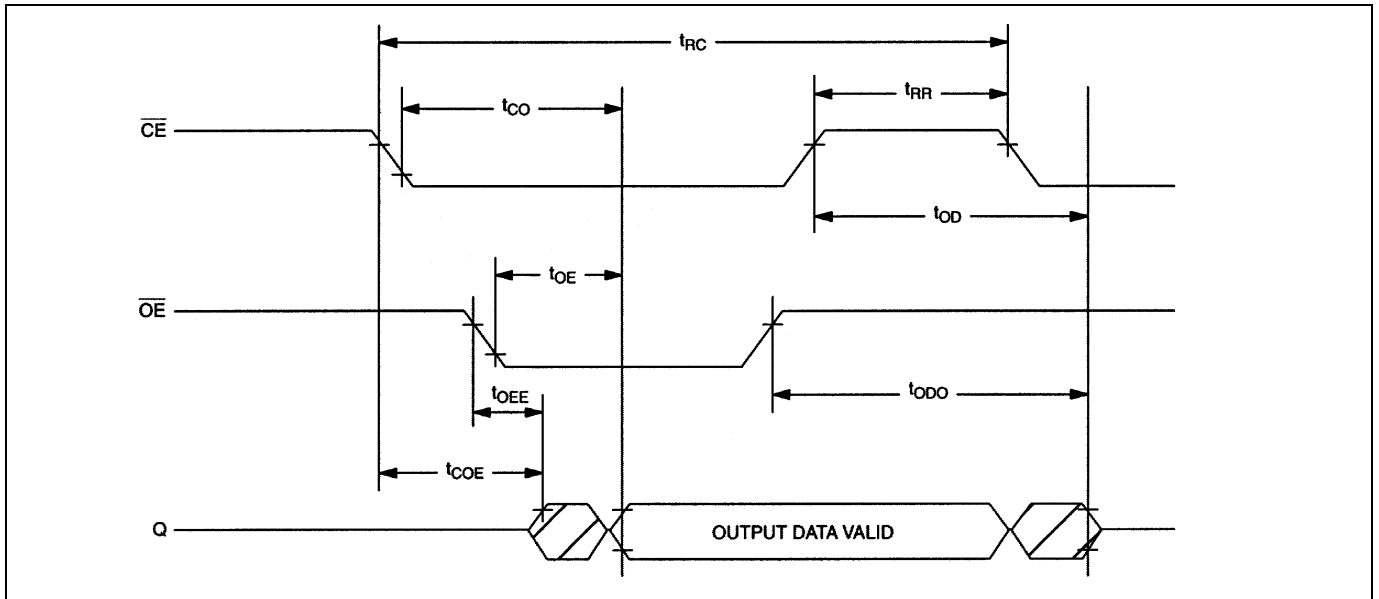 tRC
tCO
tRR
CE
tOD
tOE
OE
tOEE
tODO
tCOE
Q
OUTPUT DATA VALID